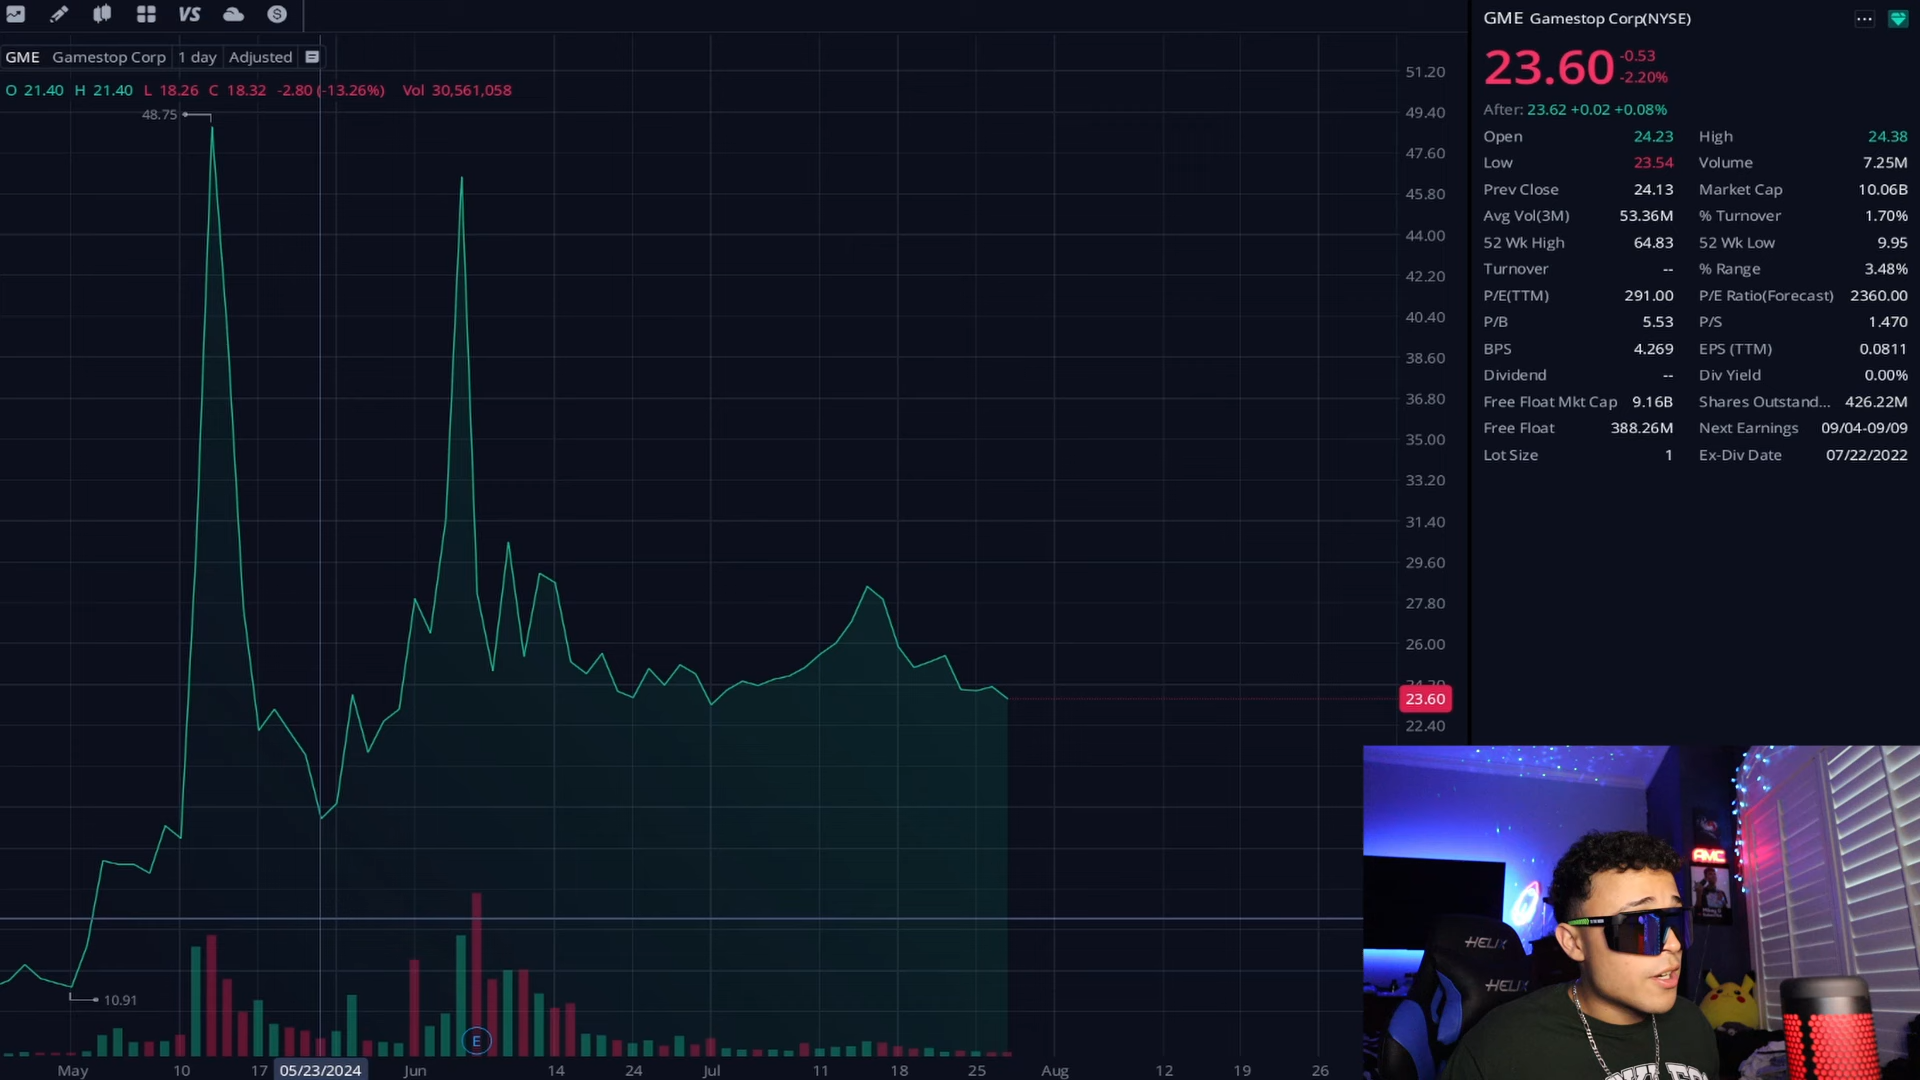 VS
GME Gamestop Corp 1 day Adjusted
O 21.40 H 21.40 L 18.26 C 18.32 -2.80 (-13.26%) Vol 30,561,058
48.75
10.91
E
51.20
49.40
47.60
45.80
44.00
42.20
40.40
38.60
36.80
35.00
33.20
31.40
29.60
27.80
26.00
23.60
22.40
May 10 17 05/23/2024 Jun 14 24 Jul 11 18 25 Aug 12 19 26
GME Gamestop Corp(NYSE)
23.60 -0.53
-2.20%
After: 23.62 +0.02 +0.08%
Open 24.23 High 24.38
Low 23.54 Volume 7.25M
Prev Close 24.13 Market Cap 10.06B
Avg Vol(3M) 53.36M % Turnover 1.70%
52 Wk High 64.83 52 Wk Low 9.95
Turnover -- % Range 3.48%
P/E(TTM) 291.00 P/E Ratio(Forecast) 2360.00
P/B 5.53 P/S 1.470
BPS 4.269 EPS (TTM) 0.0811
Dividend -- Div Yield 0.00%
Free Float Mkt Cap 9.16B Shares Outstand... 426.22M
Free Float 388.26M Next Earnings 09/04-09/09
Lot Size 1 Ex-Div Date 07/22/2022
AMC
HELIX
HELIX